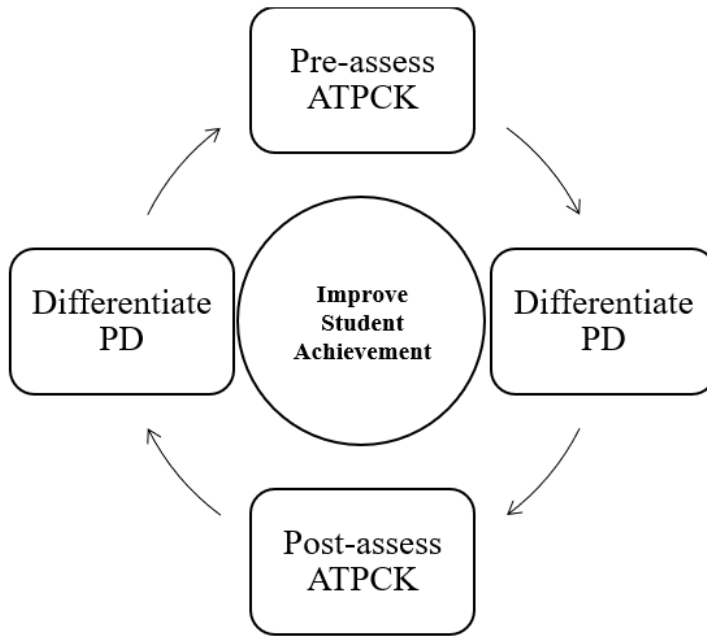 Pre-assess
ATPCK
Differentiate
PD
Improve
Student
Achievement
Differentiate
PD
Post-assess
ATPCK